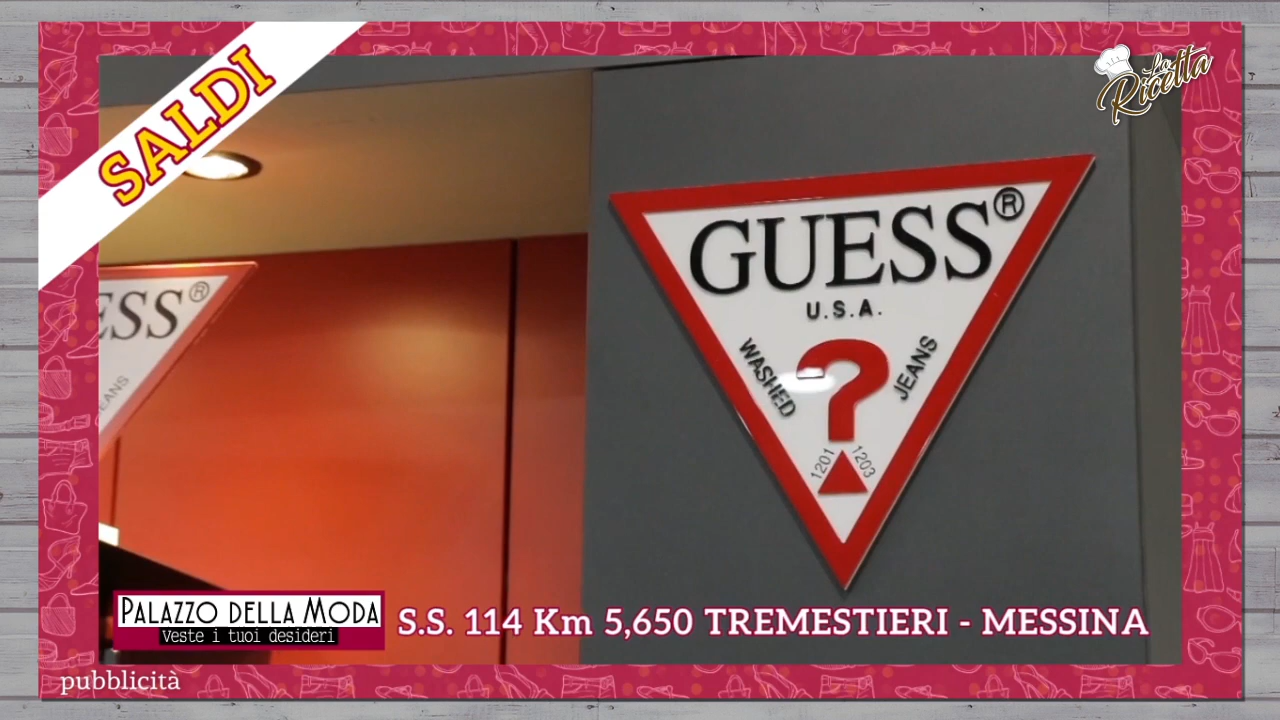 SALDI
La
Ricetta
GUESS®
U.S.A.
WASHED
JEANS
?
1201
1203
ESS®
EANS
PALAZZO DELLA MODA
Veste i tuoi desideri
S.S. 114 Km 5,650 TREMESTIERI - MESSINA
pubblicità